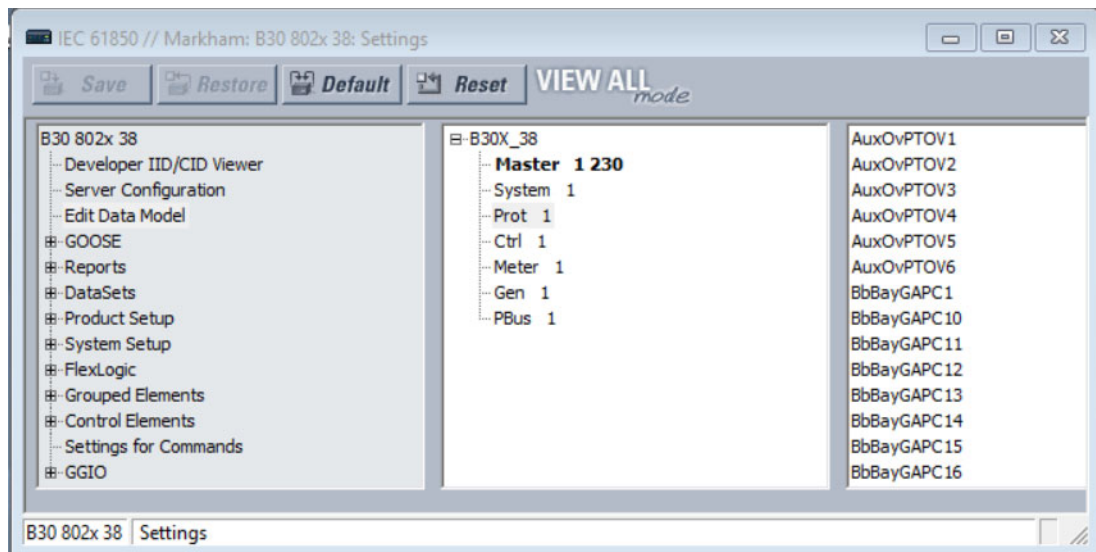 IEC 61850 // Markham: B30 802x 38: Settings
Save Restore Default Reset VIEW ALL mode
B30 802x 38
Developer IID/CID Viewer
Server Configuration
Edit Data Model
GOOSE
Reports
DataSets
Product Setup
System Setup
FlexLogic
Grouped Elements
Control Elements
Settings for Commands
GGIO
B30X_38
Master 1 230
System 1
Prot 1
Ctrl 1
Meter 1
Gen 1
PBus 1
AuxOvPTOV1
AuxOvPTOV2
AuxOvPTOV3
AuxOvPTOV4
AuxOvPTOV5
AuxOvPTOV6
BbBayGAPC1
BbBayGAPC10
BbBayGAPC11
BbBayGAPC12
BbBayGAPC13
BbBayGAPC14
BbBayGAPC15
BbBayGAPC16
B30 802x 38 Settings